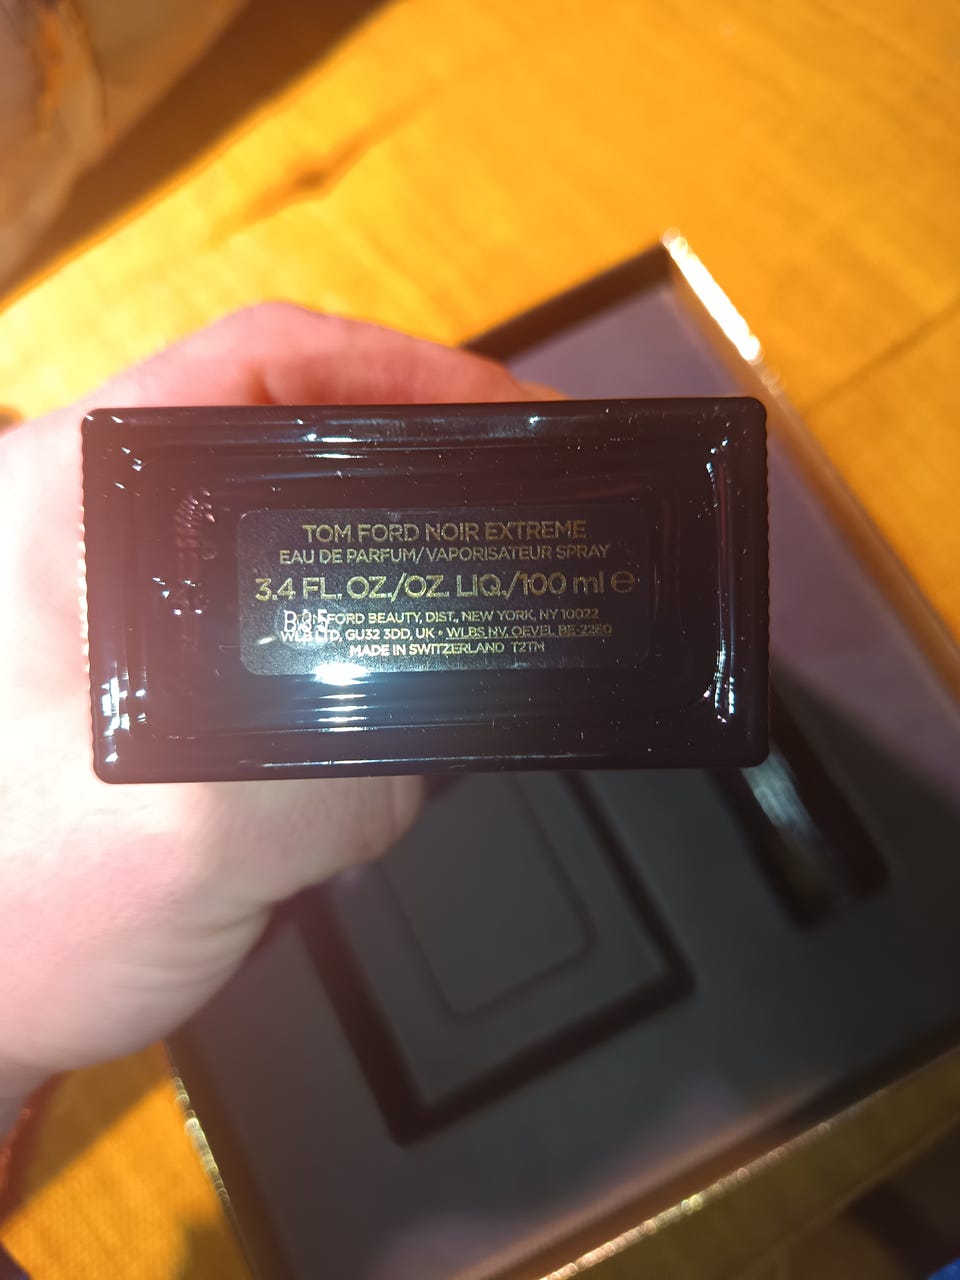 TOM FORD NOIR EXTREME
EAU DE PARFUM/VAPORISATEUR SPRAY
3.4 FL. OZ./OZ. LIQ./100 ml ℮
B35
FORD BEAUTY, DIST., NEW YORK, NY 10022
LTD, GU32 3DD, UK • WLBS NV, OEVEL BE-2260
MADE IN SWITZERLAND T2TM